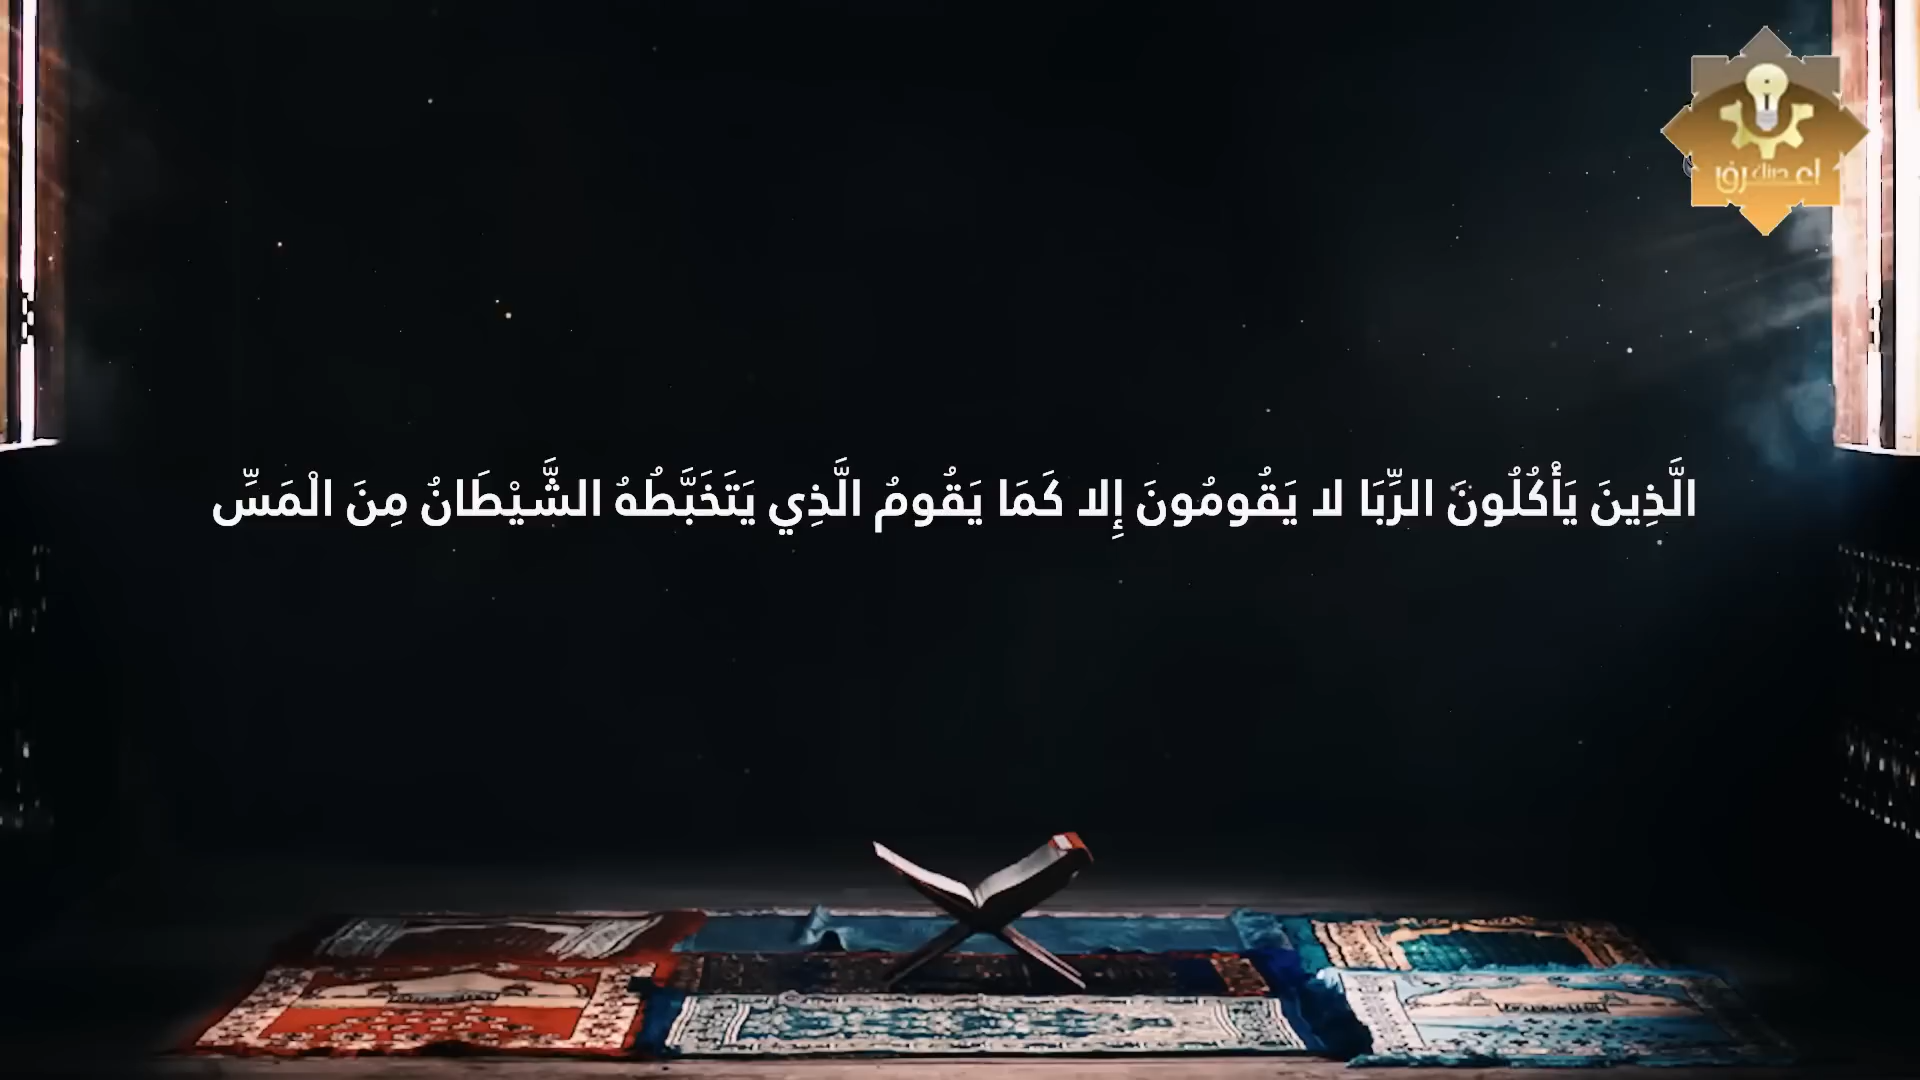 الَّذِينَ يَأْكُلُونَ الرِّبَا لا يَقُومُونَ إِلا كَمَا يَقُومُ الَّذِي يَتَخَبَّطُهُ الشَّيْطَانُ مِنَ الْمَسِّ